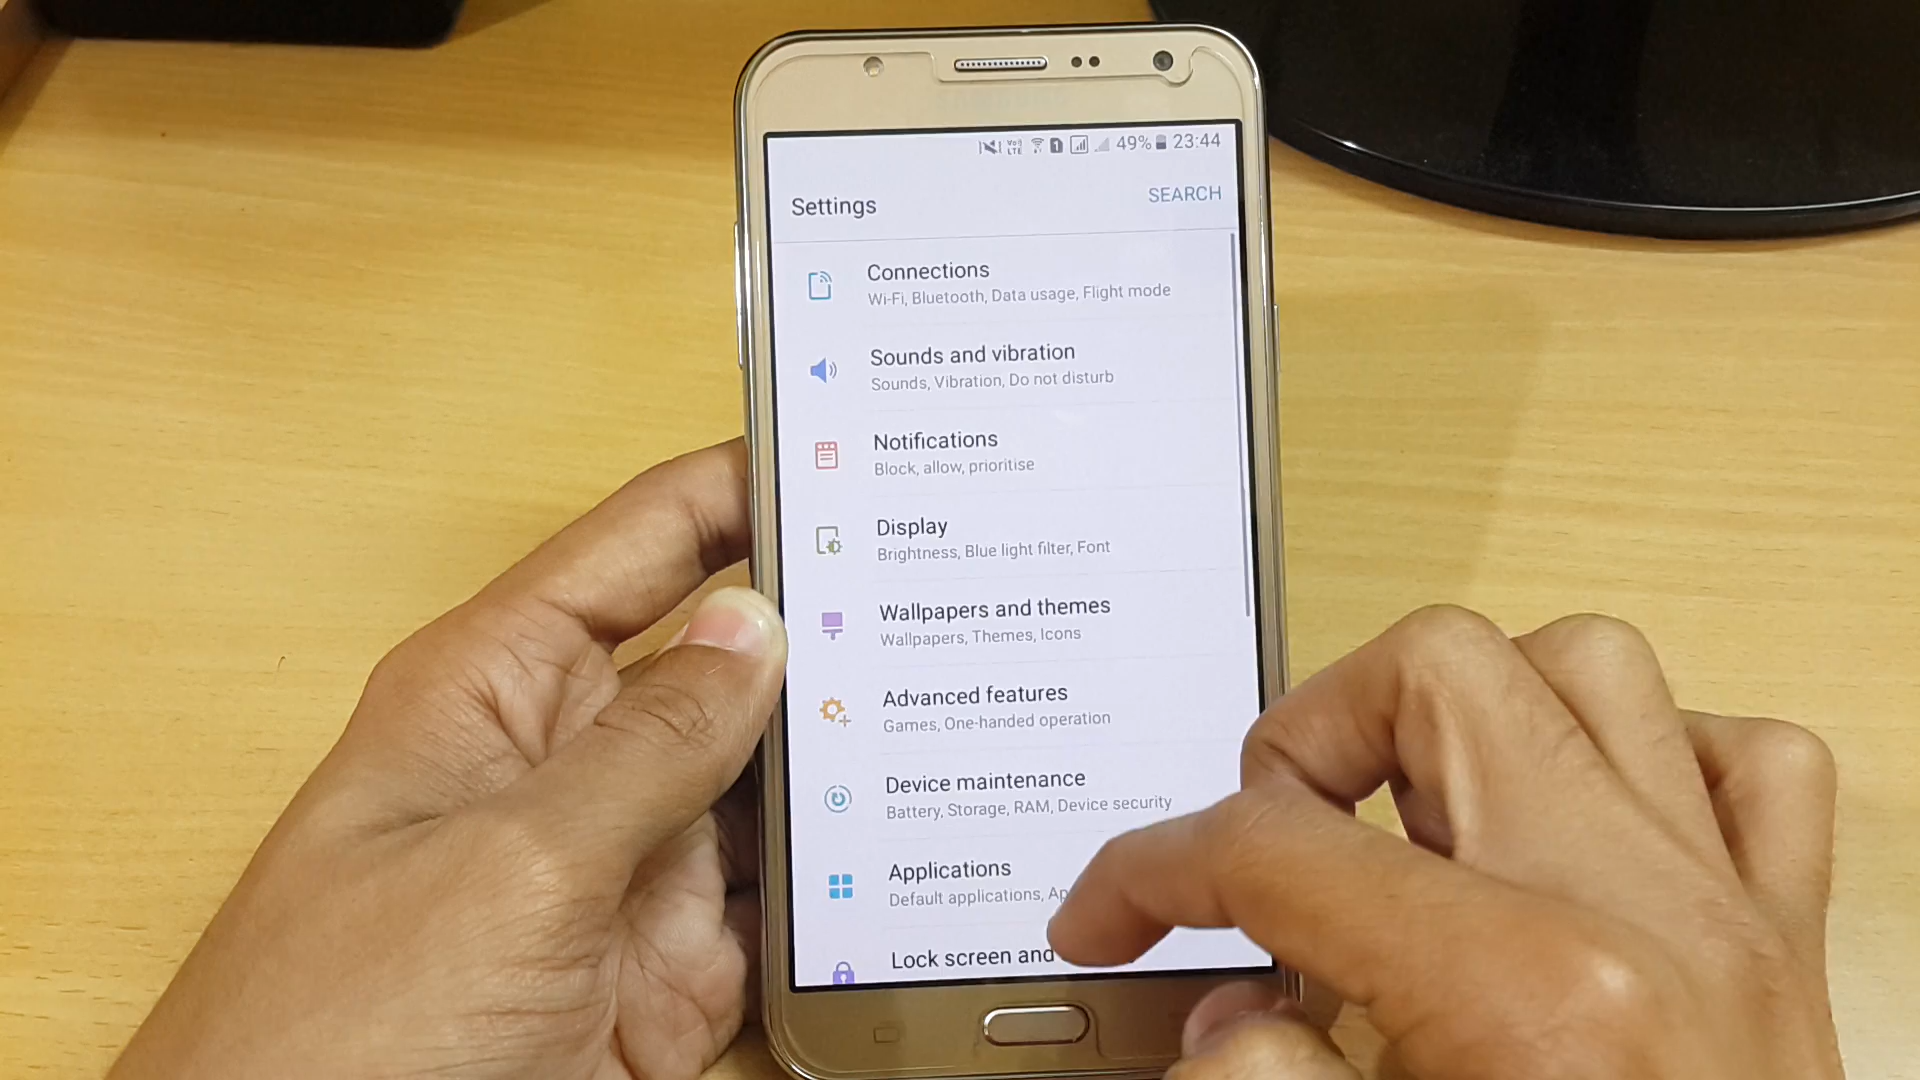 VoLTE 1 49% 23:44
Settings SEARCH
Connections
Wi-Fi, Bluetooth, Data usage, Flight mode
Sounds and vibration
Sounds, Vibration, Do not disturb
Notifications
Block, allow, prioritise
Display
Brightness, Blue light filter, Font
Wallpapers and themes
Wallpapers, Themes, Icons
Advanced features
Games, One-handed operation
Device maintenance
Battery, Storage, RAM, Device security
Applications
Default applications,
Lock screen and